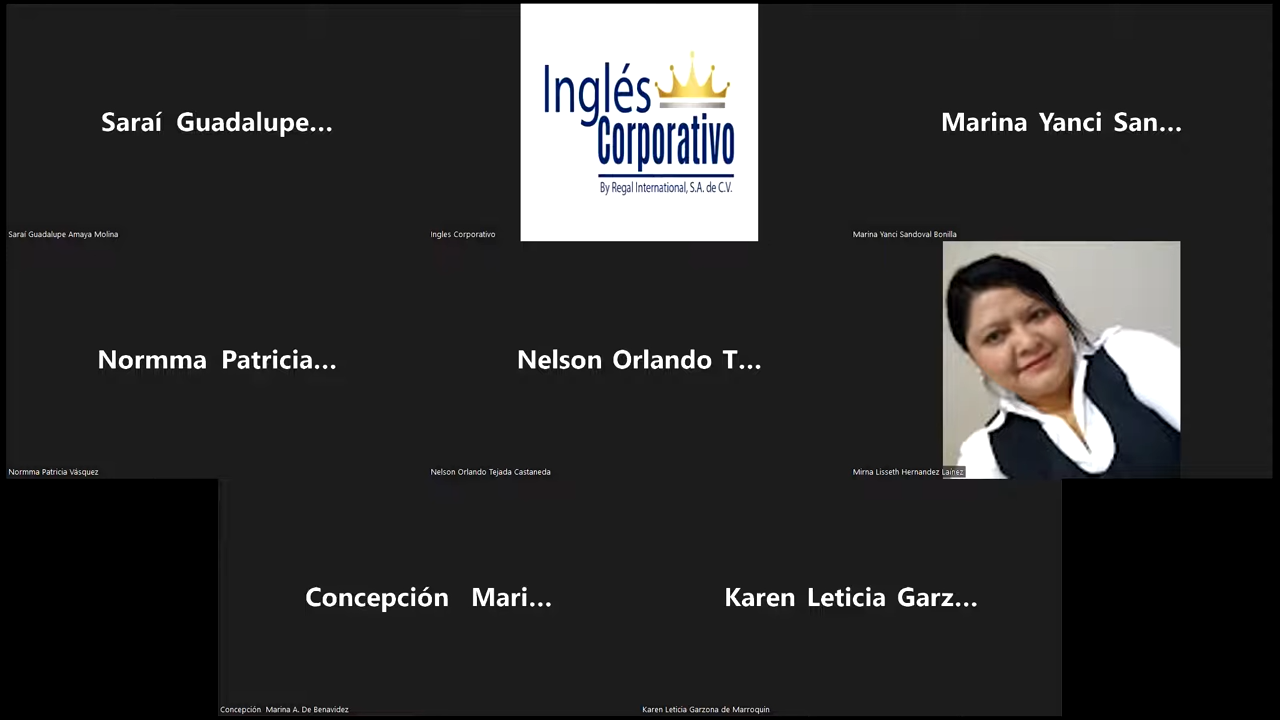 Saraí Guadalupe...
Saraí Guadalupe Amaya Molina
Inglés
Corporativo
By Regal International, S.A. de C.V.
Ingles Corporativo
Marina Yanci San...
Marina Yanci Sandoval Bonilla
Normma Patricia...
Normma Patricia Vásquez
Nelson Orlando T...
Nelson Orlando Tejada Castaneda
Mirna Lisseth Hernandez Lainez
Concepción Mari...
Concepción Marina A. De Benavidez
Karen Leticia Garz...
Karen Leticia Garzona de Marroquin